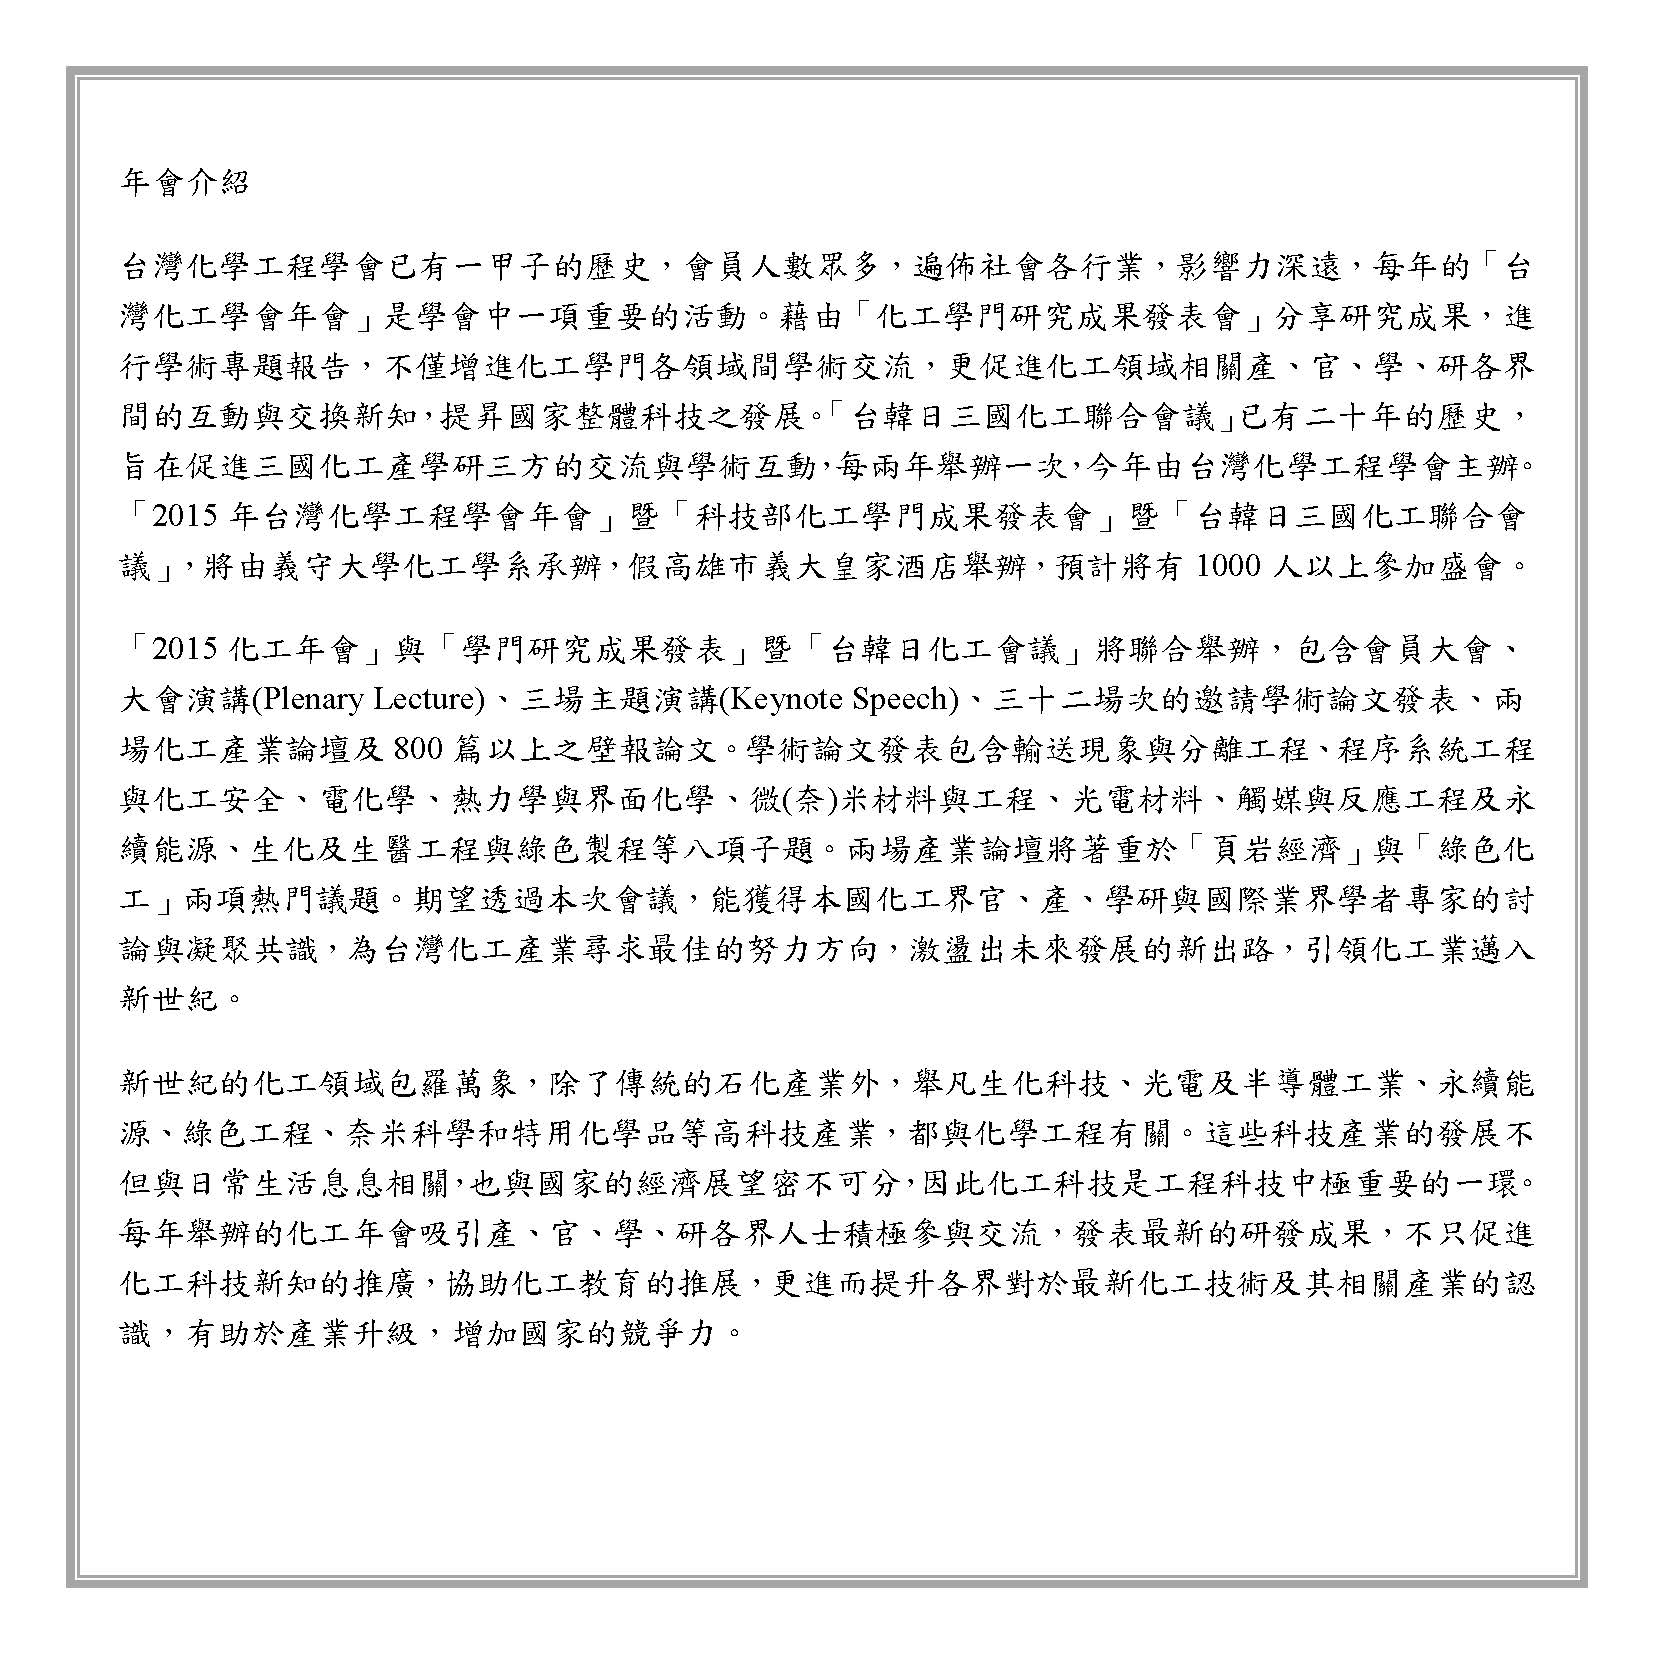 年會介紹
台灣化學工程學會已有一甲子的歷史，會員人數眾多，遍佈社會各行業，影響力深遠，每年的「台
灣化工學會年會」是學會中一項重要的活動。藉由「化工學門研究成果發表會」分享研究成果，進
行學術專題報告，不僅增進化工學門各領域間學術交流，更促進化工領域相關產、官、學、研各界
間的互動與交換新知，提昇國家整體科技之發展。「台韓日三國化工聯合會議」已有二十年的歷史，
旨在促進三國化工產學研三方的交流與學術互動，每兩年舉辦一次，今年由台灣化學工程學會主辦。
「2015 年台灣化學工程學會年會」暨「科技部化工學門成果發表會」暨「台韓日三國化工聯合會
議」，將由義守大學化工學系承辦，假高雄市義大皇家酒店舉辦，預計將有 1000 人以上參加盛會。
「2015 化工年會」與「學門研究成果發表」暨「台韓日化工會議」將聯合舉辦，包含會員大會、
大會演講(Plenary Lecture)、三場主題演講(Keynote Speech)、三十二場次的邀請學術論文發表、兩
場化工產業論壇及 800 篇以上之壁報論文。學術論文發表包含輸送現象與分離工程、程序系統工程
與化工安全、電化學、熱力學與界面化學、微(奈)米材料與工程、光電材料、觸媒與反應工程及永
續能源、生化及生醫工程與綠色製程等八項子題。兩場產業論壇將著重於「頁岩經濟」與「綠色化
工」兩項熱門議題。期望透過本次會議，能獲得本國化工界官、產、學研與國際業界學者專家的討
論與凝聚共識，為台灣化工產業尋求最佳的努力方向，激盪出未來發展的新出路，引領化工業邁入
新世紀。
新世紀的化工領域包羅萬象，除了傳統的石化產業外，舉凡生化科技、光電及半導體工業、永續能
源、綠色工程、奈米科學和特用化學品等高科技產業，都與化學工程有關。這些科技產業的發展不
但與日常生活息息相關，也與國家的經濟展望密不可分，因此化工科技是工程科技中極重要的一環。
每年舉辦的化工年會吸引產、官、學、研各界人士積極參與交流，發表最新的研發成果，不只促進
化工科技新知的推廣，協助化工教育的推展，更進而提升各界對於最新化工技術及其相關產業的認
識，有助於產業升級，增加國家的競爭力。